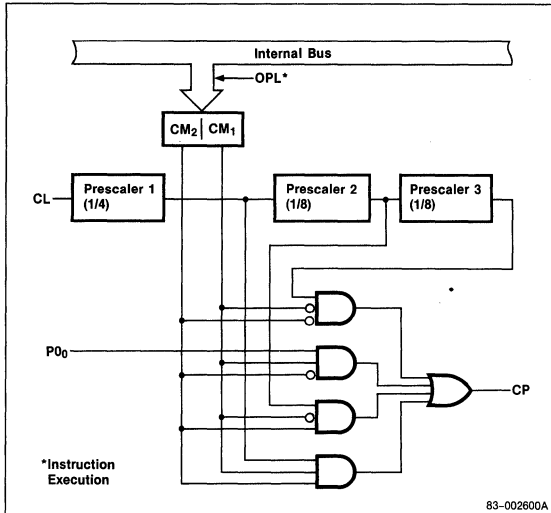 Internal Bus
OPL*
CM₂ CM₁
CL
Prescaler 1
(1/4)
Prescaler 2
(1/8)
Prescaler 3
(1/8)
P0₀
CP
*Instruction
Execution
83-002600A